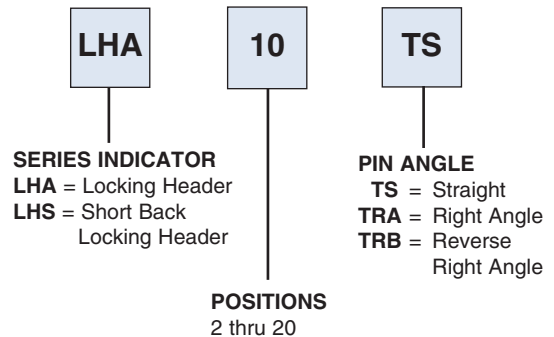 LHA 10 TS
SERIES INDICATOR
LHA = Locking Header
LHS = Short Back
Locking Header
PIN ANGLE
TS = Straight
TRA = Right Angle
TRB = Reverse
Right Angle
POSITIONS
2 thru 20